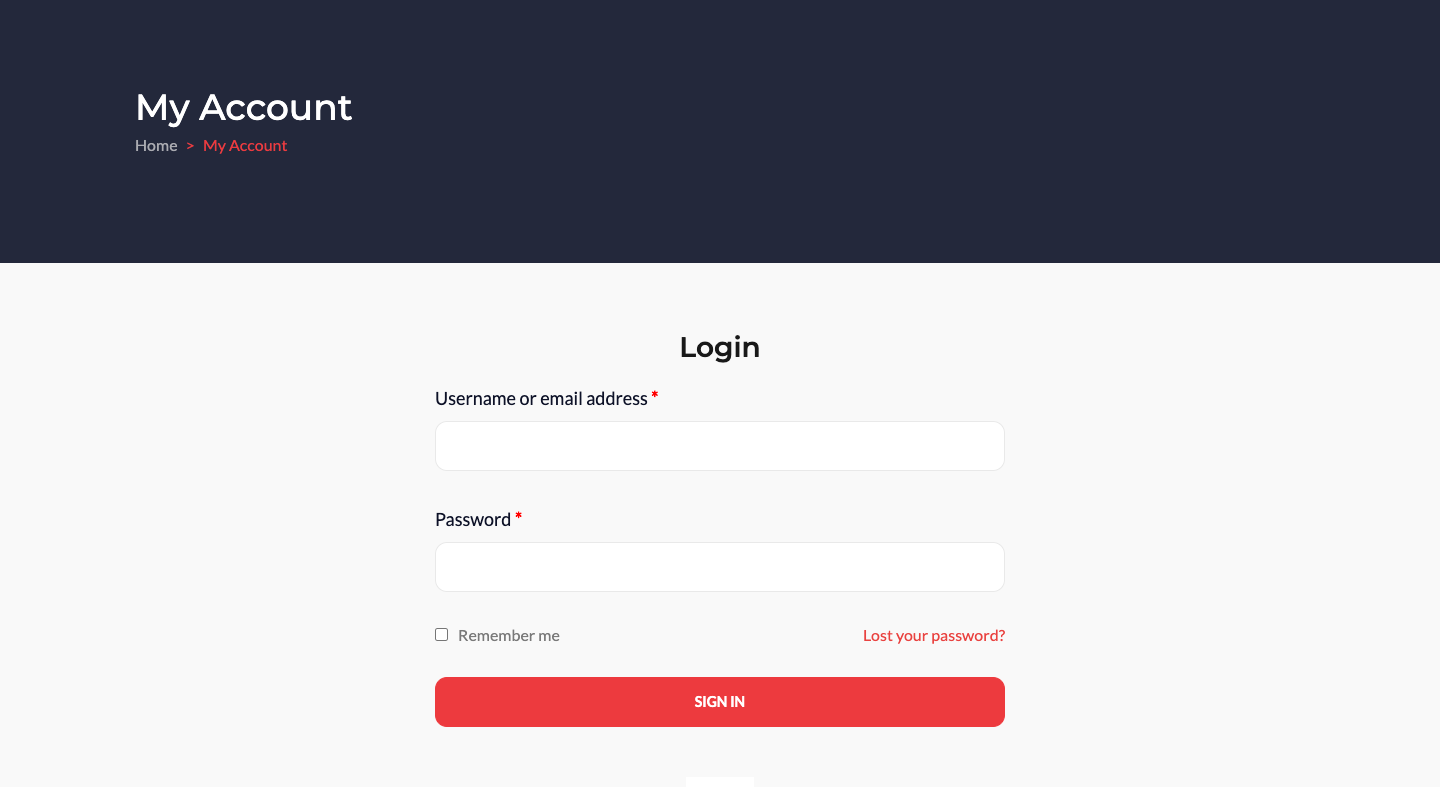 My Account
Home > My Account
Login
Username or email address *
Password *
Remember me
Lost your password?
SIGN IN